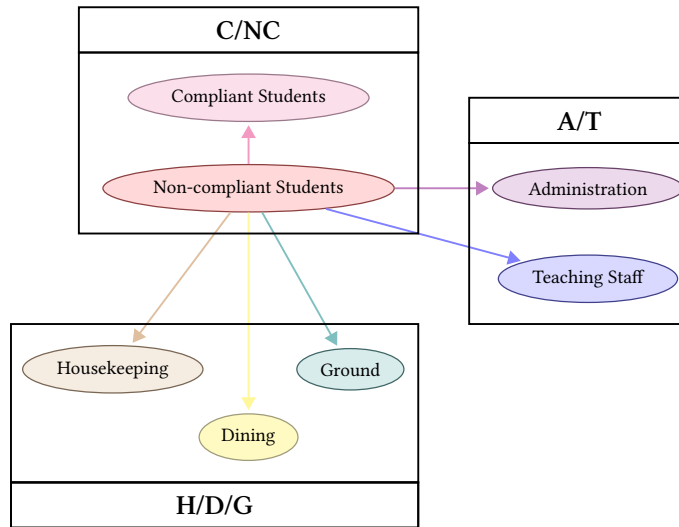 C/NC
Compliant Students
Non-compliant Students
A/T
Administration
Teaching Staff
Housekeeping
Ground
Dining
H/D/G